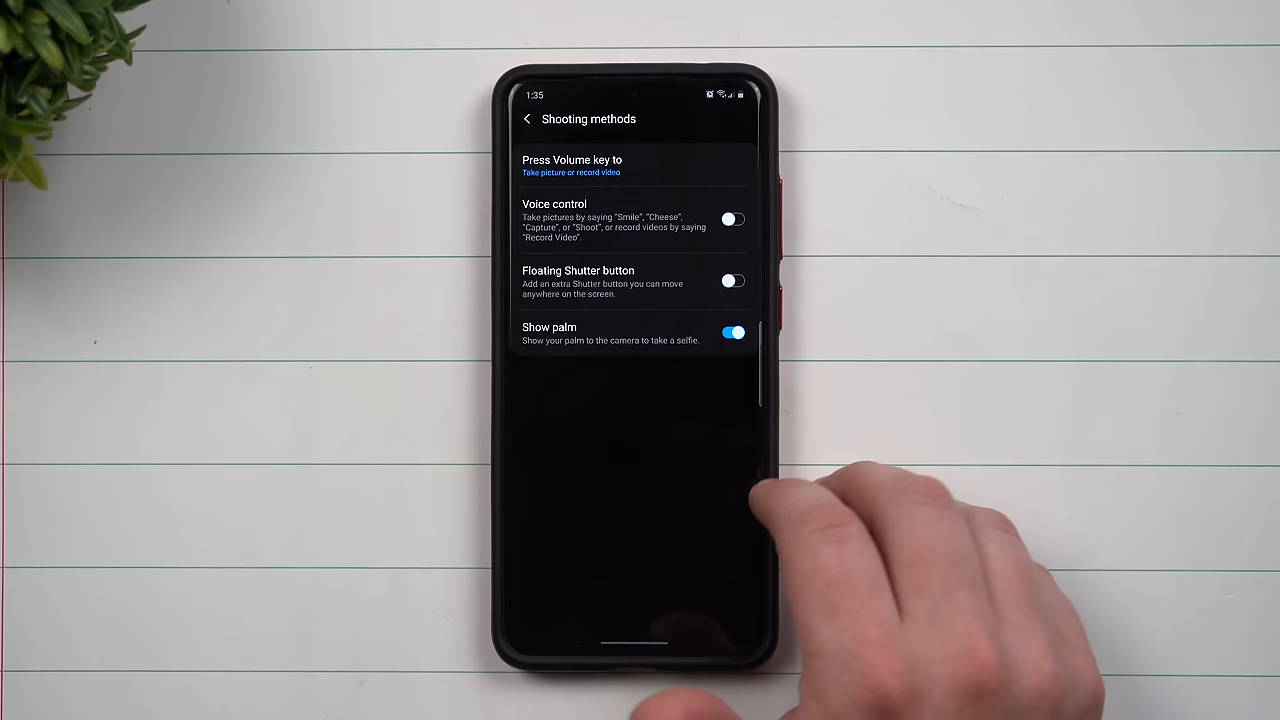 1:35
Shooting methods
Press Volume key to
Take picture or record video
Voice control
Take pictures by saying "Smile", "Cheese",
"Capture", or "Shoot", or record videos by saying
"Record Video".
Floating Shutter button
Add an extra Shutter button you can move
anywhere on the screen.
Show palm
Show your palm to the camera to take a selfie.